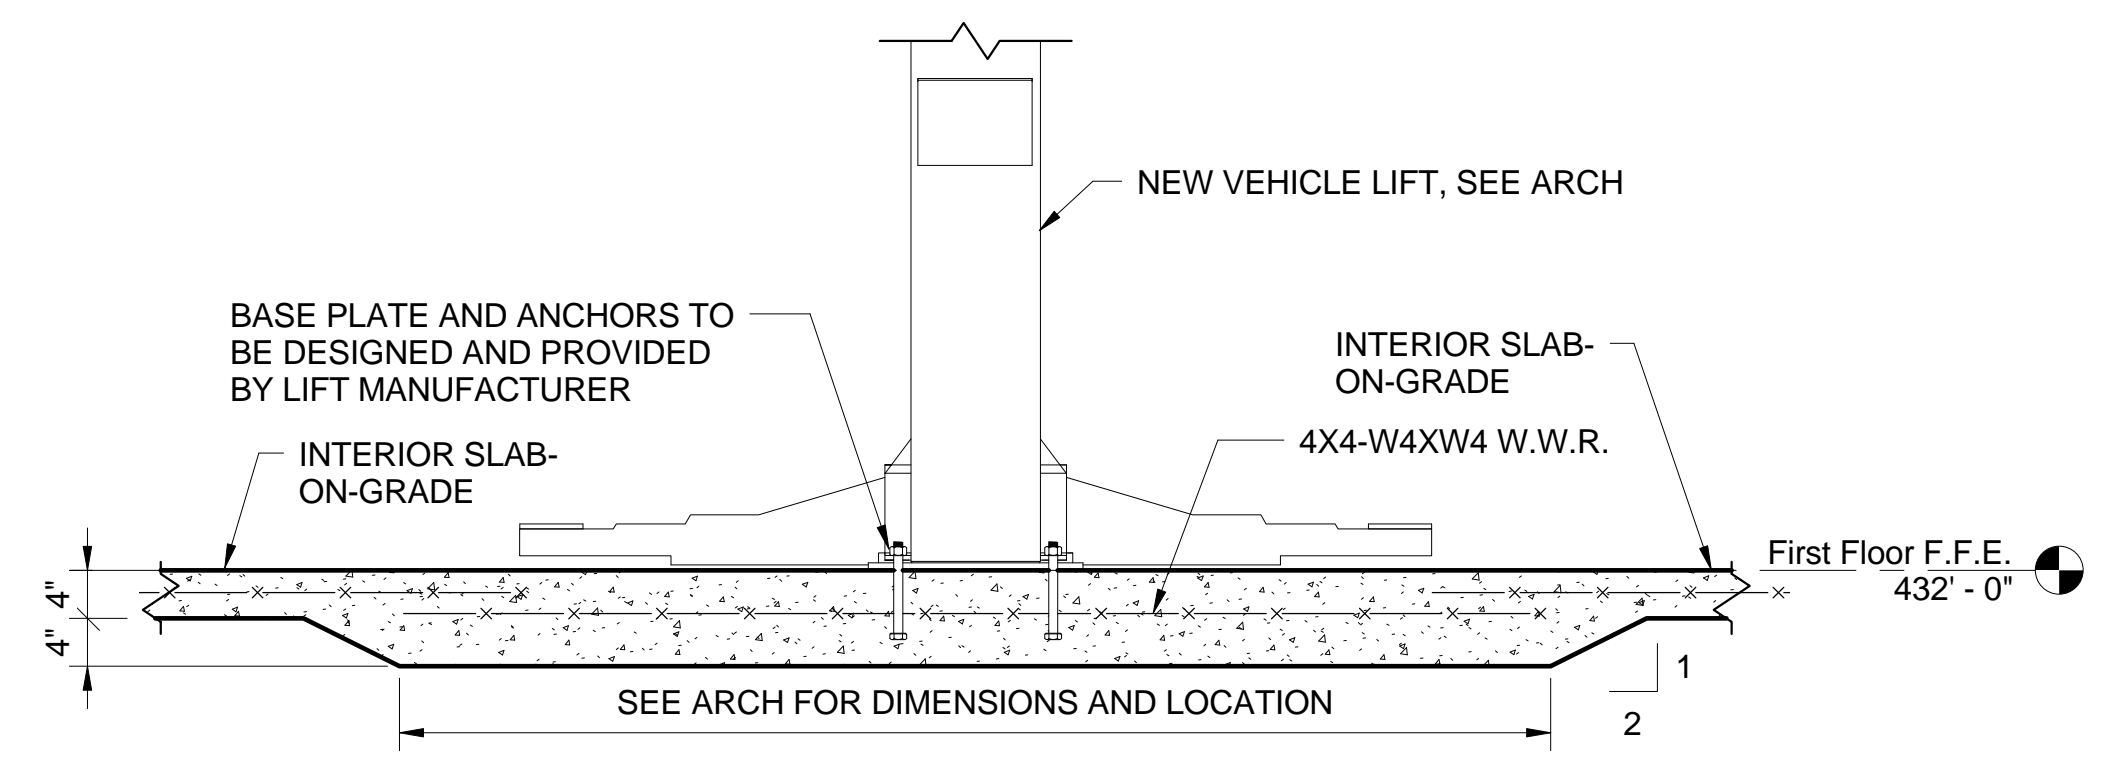 NEW VEHICLE LIFT, SEE ARCH
BASE PLATE AND ANCHORS TO
BE DESIGNED AND PROVIDED
BY LIFT MANUFACTURER
INTERIOR SLAB-
ON-GRADE
4X4-W4XW4 W.W.R.
INTERIOR SLAB-
ON-GRADE
First Floor F.F.E.
432' - 0"
4"
4"
1
2
SEE ARCH FOR DIMENSIONS AND LOCATION